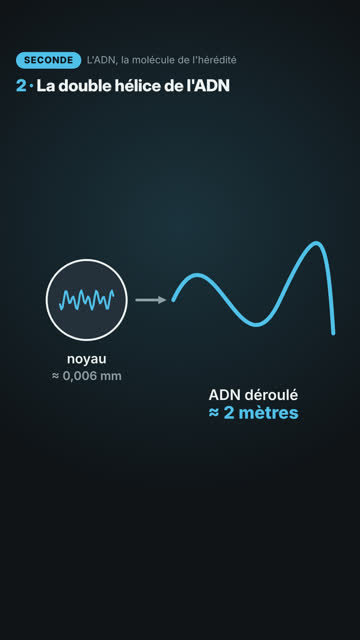 SECONDE L'ADN, la molécule de l'hérédité
2 · La double hélice de l'ADN
noyau
≈ 0,006 mm
ADN déroulé
≈ 2 mètres